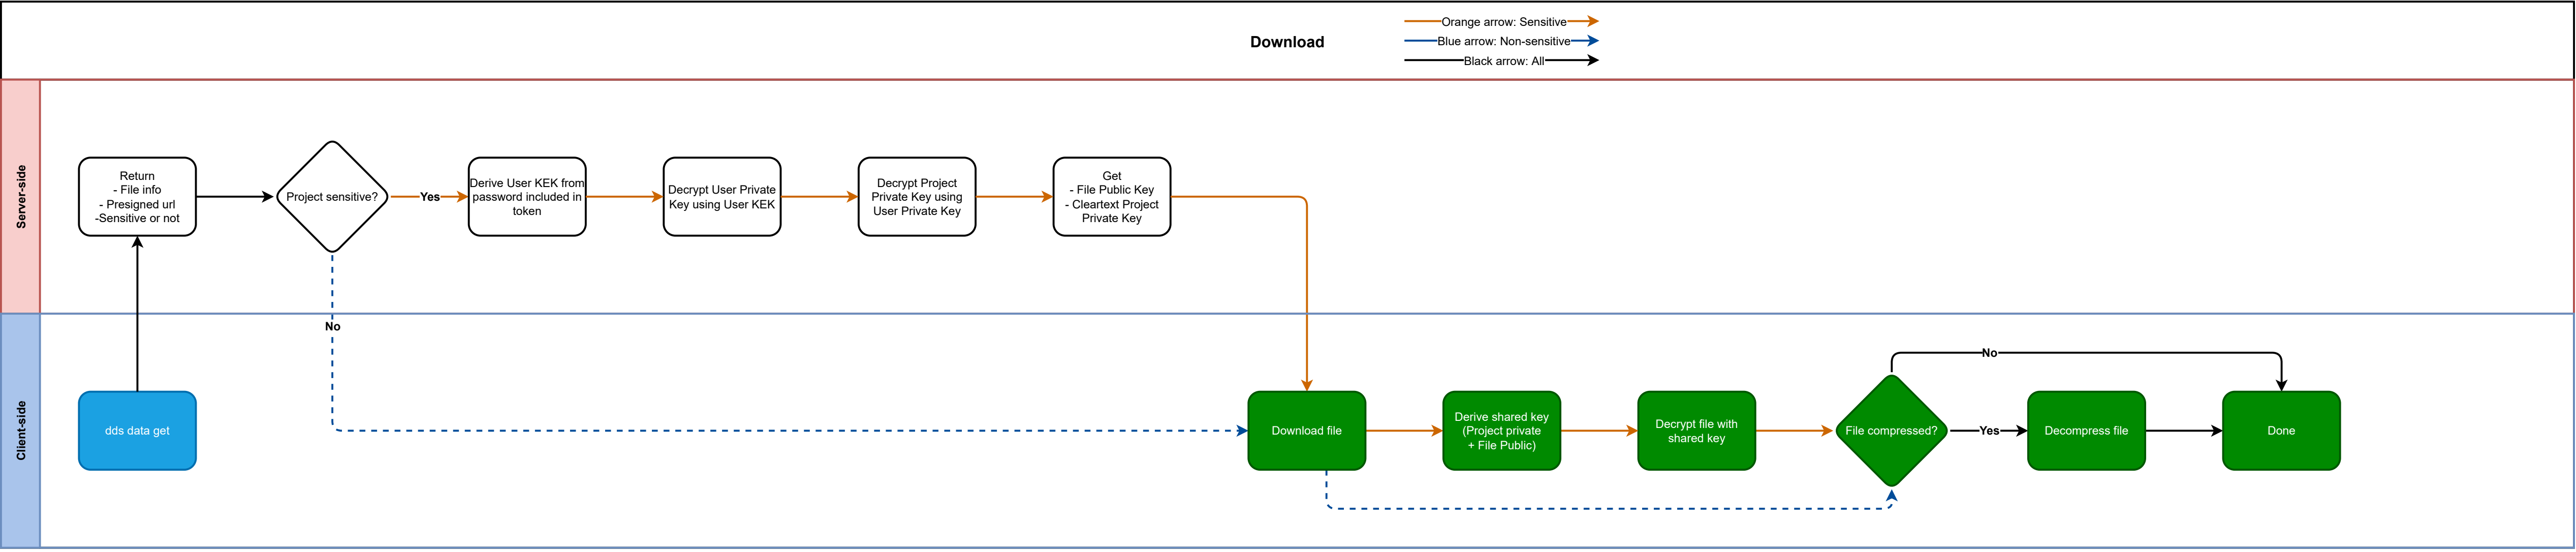 Download
Orange arrow: Sensitive
Blue arrow: Non-sensitive
Black arrow: All
Server-side
Return
- File info
- Presigned url
-Sensitive or not
Project sensitive?
Yes
Derive User KEK from
password included in
token
Decrypt User Private
Key using User KEK
Decrypt Project
Private Key using
User Private Key
Get
- File Public Key
- Cleartext Project
Private Key
No
Client-side
dds data get
Download file
Derive shared key
(Project private
+ File Public)
Decrypt file with
shared key
File compressed?
No
Yes
Decompress file
Done